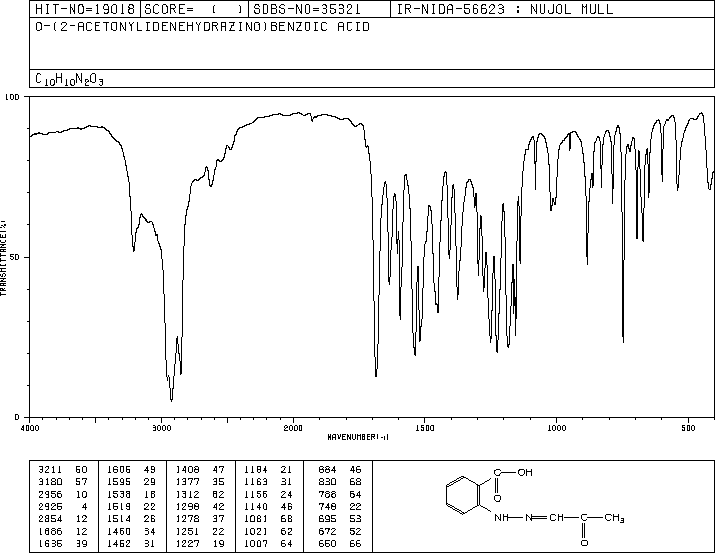 HIT-NO=19018 SCORE= ( ) SDBS-NO=35321 IR-NIDA-56623 : NUJOL MULL
O-(2-ACETONYLIDENEHYDRAZINO)BENZOIC ACID
C10H10N2O3
100
50
0
TRANSMITTANCE(%)
4000 3000 2000 1500 1000 500
WAVENUMBER(-1)
3211 50 1606 49 1408 47 1184 21 884 46
3180 57 1595 29 1377 35 1163 31 830 68
2956 10 1538 18 1312 62 1156 24 788 64
2925 4 1519 22 1298 42 1140 46 748 22
2854 12 1514 26 1278 37 1081 68 695 53
1686 12 1460 34 1251 22 1021 62 672 52
1635 39 1452 31 1227 19 1007 64 650 66
C OH
O
NH N CH C CH3
O